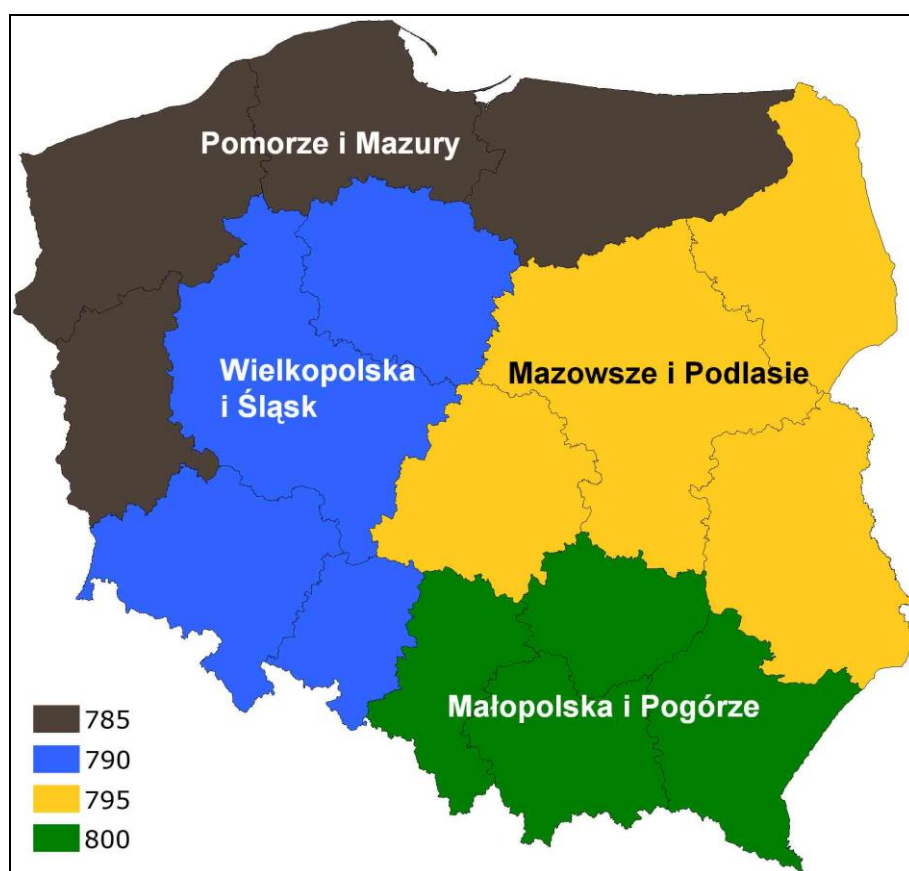 Pomorze i Mazury
Wielkopolska
i Śląsk
Mazowsze i Podlasie
Małopolska i Pogórze
785
790
795
800